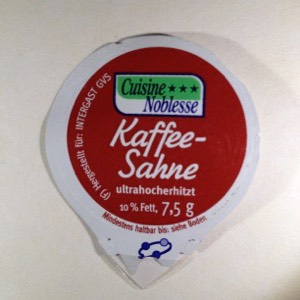 Cuisine ★★★
Noblesse
Kaffee-
Sahne
ultrahocherhitzt
10 % Fett, 7,5 g
Mindestens haltbar bis: siehe Boden
(F) Hergestellt für: INTERGAST GVS